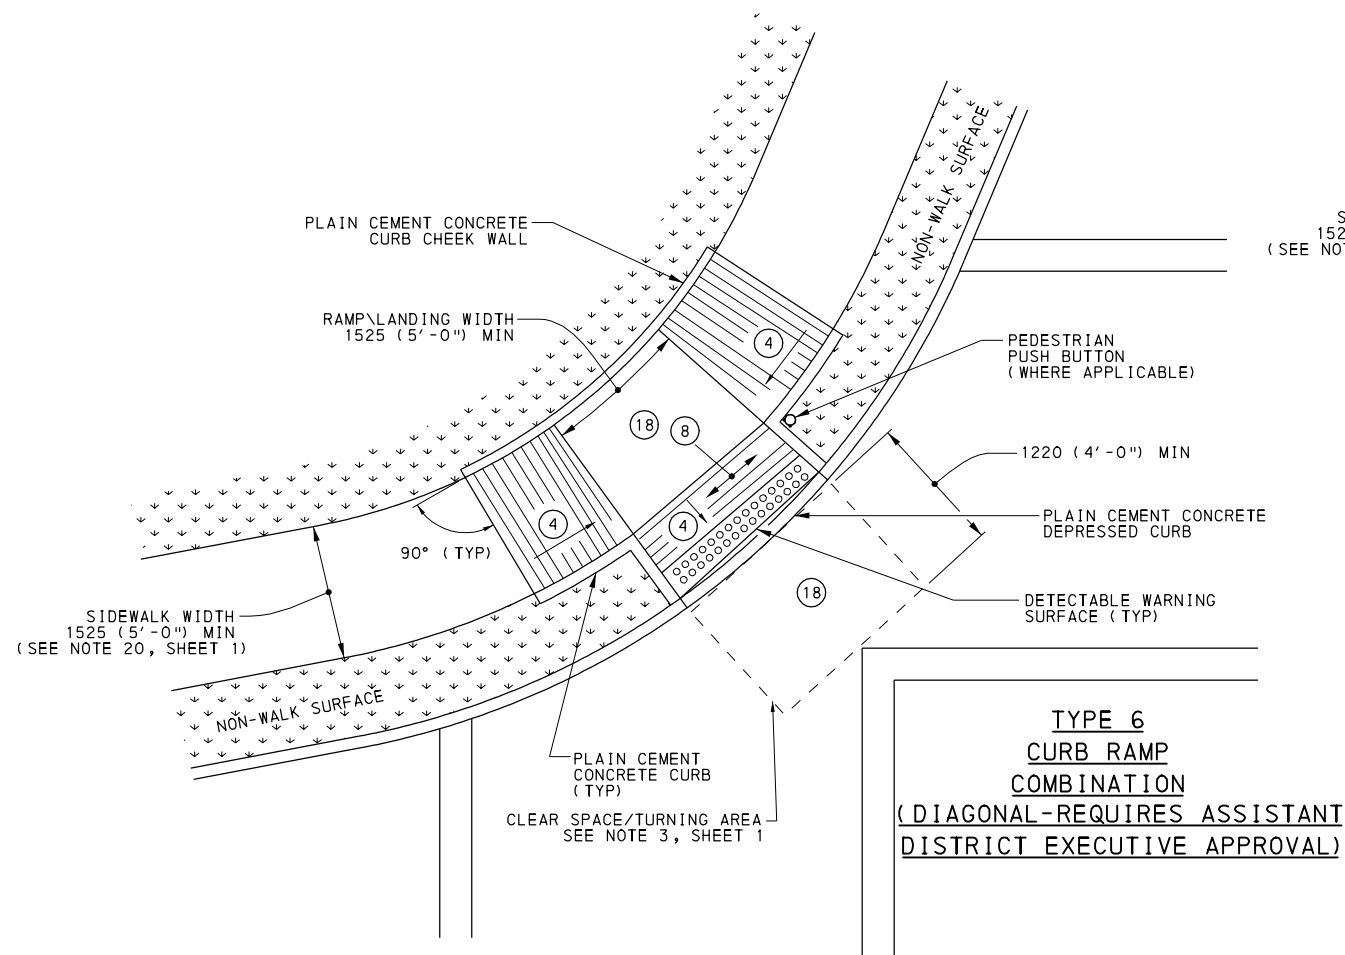 PLAIN CEMENT CONCRETE
CURB CHEEK WALL
RAMP\LANDING WIDTH
1525 (5'-0") MIN
NON-WALK SURFACE
S
152
(SEE NOT
4
PEDESTRIAN
PUSH BUTTON
(WHERE APPLICABLE)
18
8
1220 (4'-0") MIN
4
4
90° (TYP)
PLAIN CEMENT CONCRETE
DEPRESSED CURB
18
DETECTABLE WARNING
SURFACE (TYP)
SIDEWALK WIDTH
1525 (5'-0") MIN
(SEE NOTE 20, SHEET 1)
NON-WALK SURFACE
PLAIN CEMENT
CONCRETE CURB
(TYP)
CLEAR SPACE/TURNING AREA
SEE NOTE 3, SHEET 1
TYPE 6
CURB RAMP
COMBINATION
(DIAGONAL-REQUIRES ASSISTANT
DISTRICT EXECUTIVE APPROVAL)